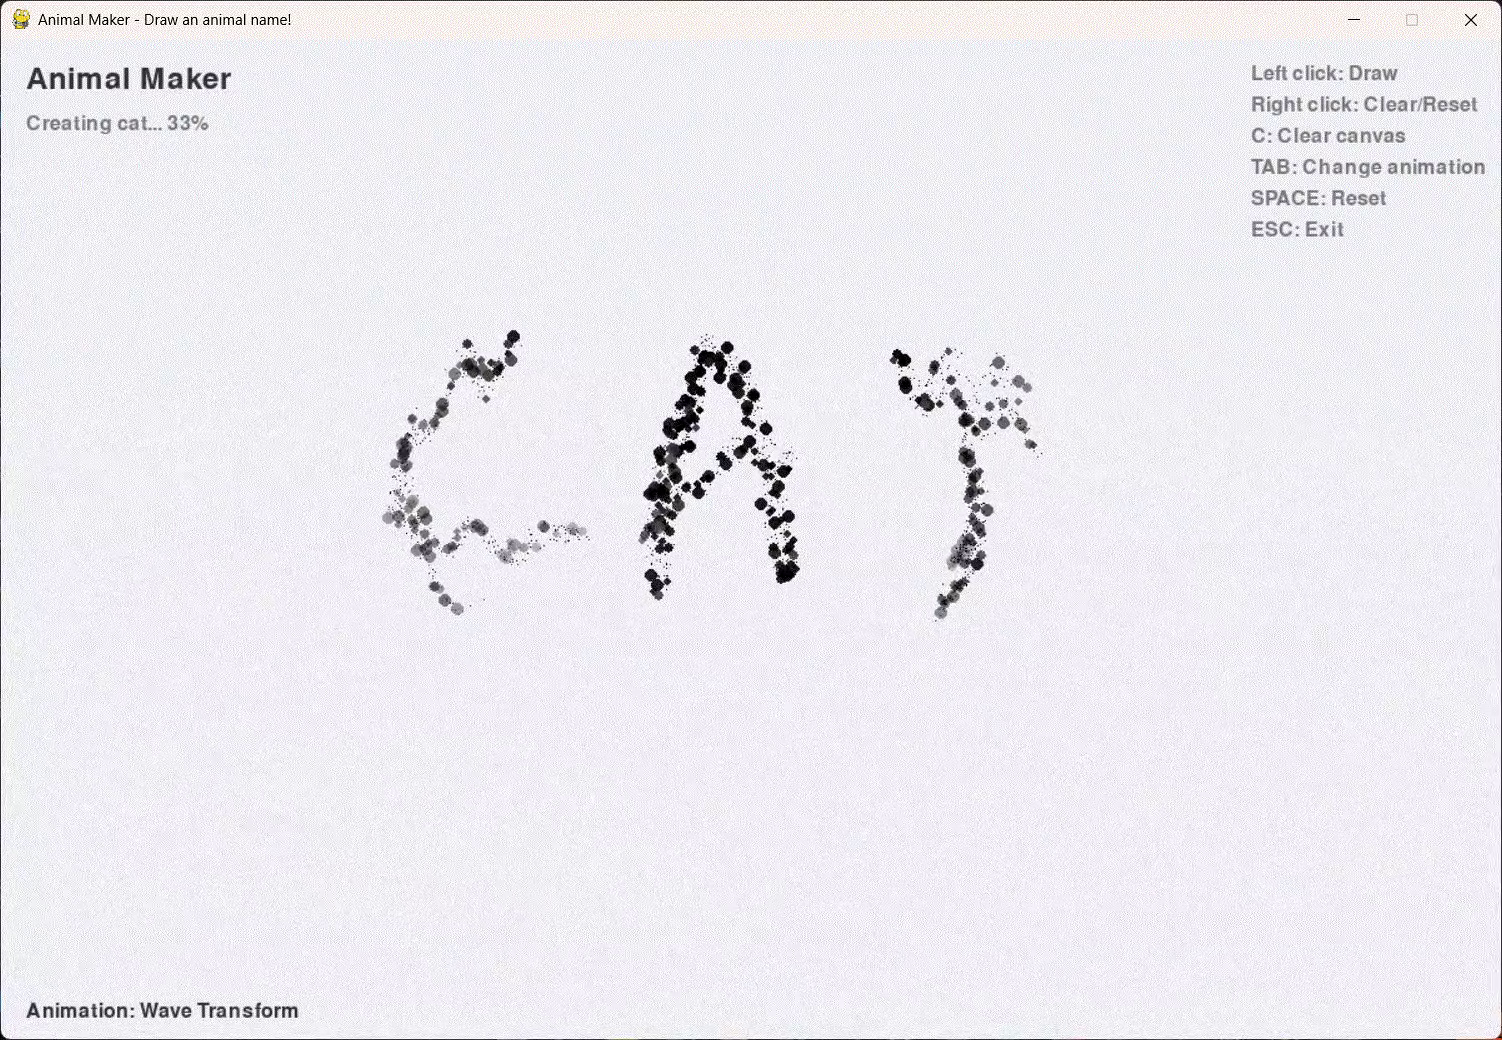 Animal Maker - Draw an animal name!
Animal Maker
Creating cat... 33%
Left click: Draw
Right click: Clear/Reset
C: Clear canvas
TAB: Change animation
SPACE: Reset
ESC: Exit
CAT
Animation: Wave Transform